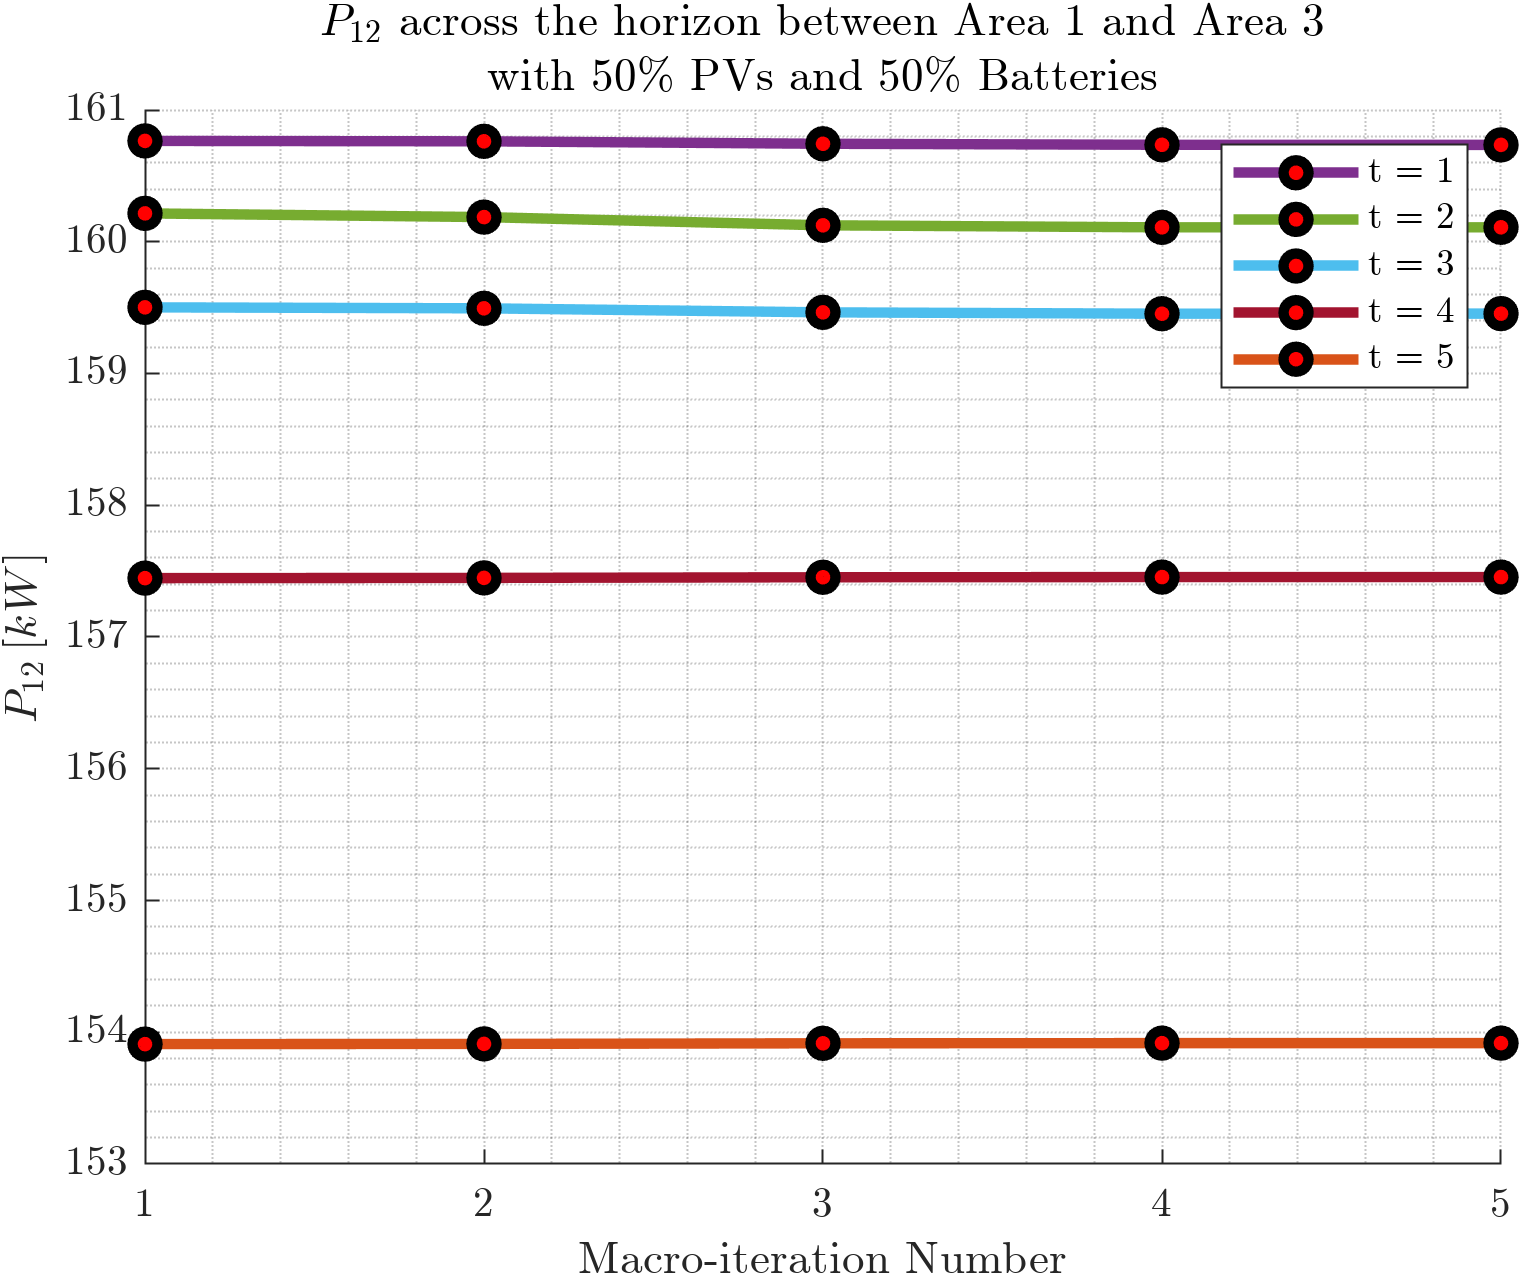 P₁₂ across the horizon between Area 1 and Area 3
with 50% PVs and 50% Batteries
161
160
159
158
157
156
155
154
153
P₁₂ [kW]
t = 1
t = 2
t = 3
t = 4
t = 5
1 2 3 4 5
Macro-iteration Number